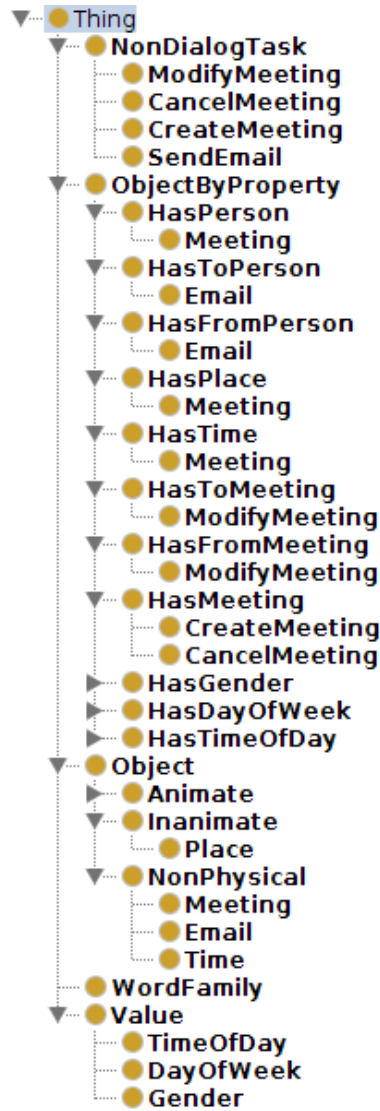 Thing
NonDialogTask
ModifyMeeting
CancelMeeting
CreateMeeting
SendEmail
ObjectByProperty
HasPerson
Meeting
HasToPerson
Email
HasFromPerson
Email
HasPlace
Meeting
HasTime
Meeting
HasToMeeting
ModifyMeeting
HasFromMeeting
ModifyMeeting
HasMeeting
CreateMeeting
CancelMeeting
HasGender
HasDayOfWeek
HasTimeOfDay
Object
Animate
Inanimate
Place
NonPhysical
Meeting
Email
Time
WordFamily
Value
TimeOfDay
DayOfWeek
Gender